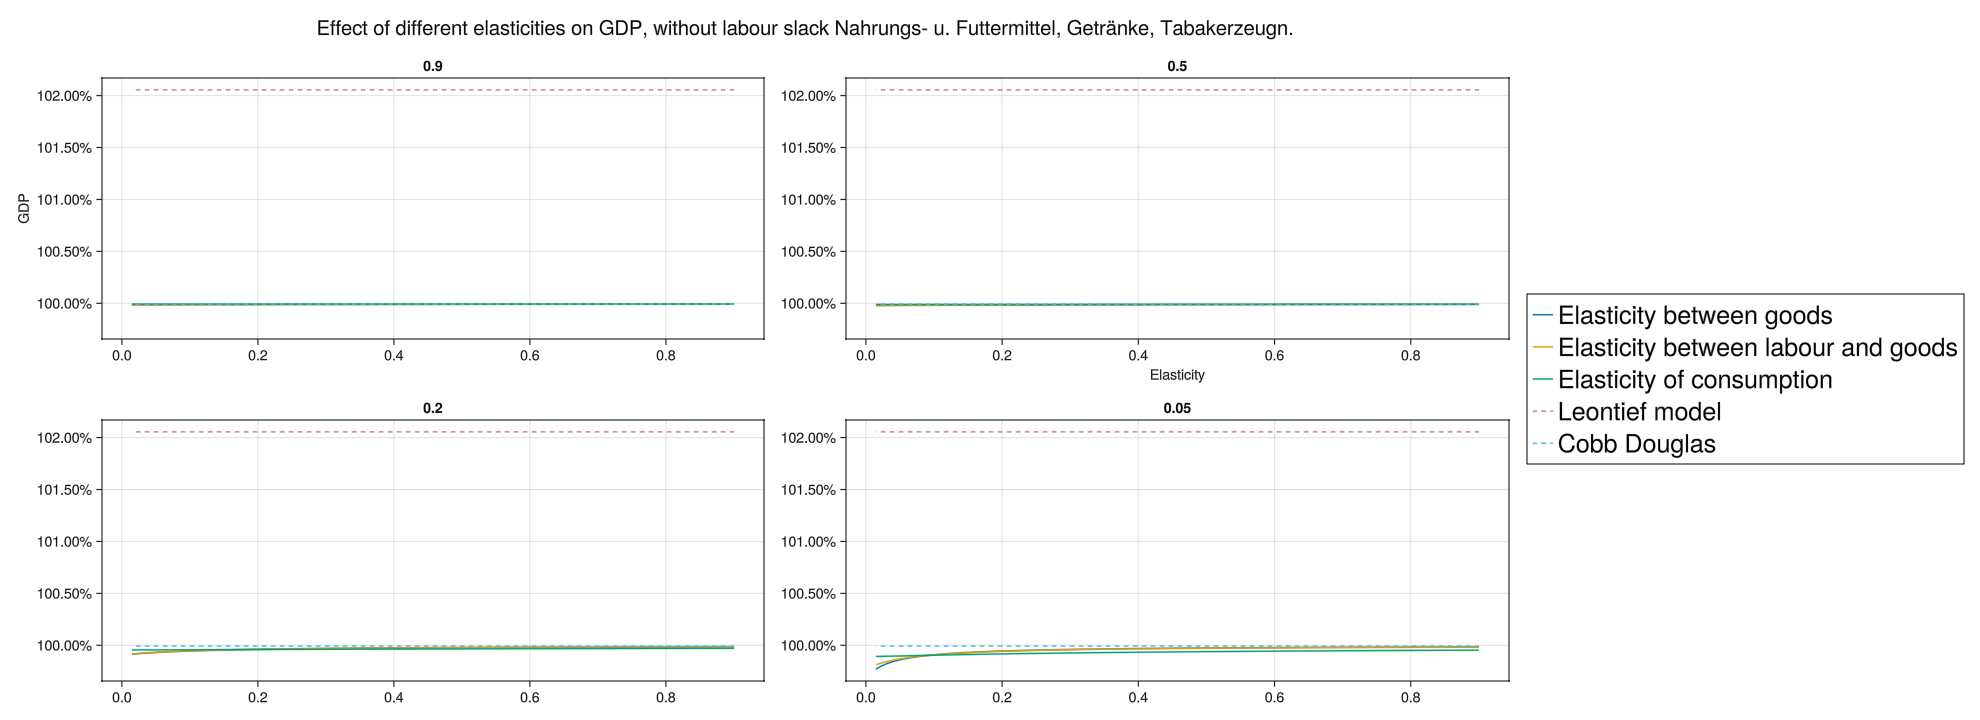 Effect of different elasticities on GDP, without labour slack Nahrungs- u. Futtermittel, Getränke, Tabakerzeugn.
0.9
102.00%
101.50%
101.00%
100.50%
100.00%
GDP
0.0 0.2 0.4 0.6 0.8
0.5
102.00%
101.50%
101.00%
100.50%
100.00%
0.0 0.2 0.4 0.6 0.8
Elasticity
0.2
102.00%
101.50%
101.00%
100.50%
100.00%
0.0 0.2 0.4 0.6 0.8
0.05
102.00%
101.50%
101.00%
100.50%
100.00%
0.0 0.2 0.4 0.6 0.8
Elasticity between goods
Elasticity between labour and goods
Elasticity of consumption
Leontief model
Cobb Douglas